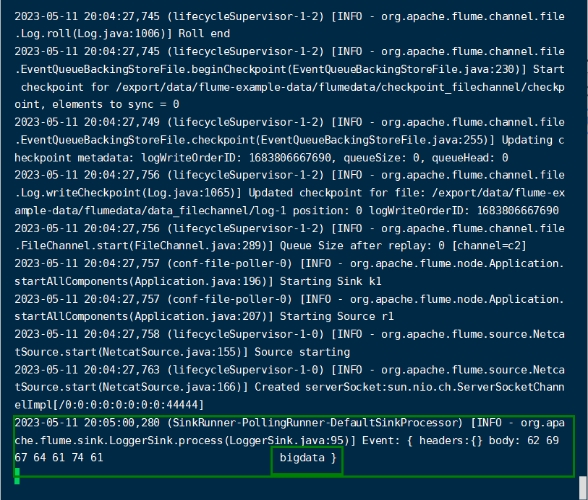 2023-05-11 20:04:27,745 (lifecycleSupervisor-1-2) [INFO - org.apache.flume.channel.file
.Log.roll(Log.java:1006)] Roll end
2023-05-11 20:04:27,745 (lifecycleSupervisor-1-2) [INFO - org.apache.flume.channel.file
.EventQueueBackingStoreFile.beginCheckpoint(EventQueueBackingStoreFile.java:230)] Start
 checkpoint for /export/data/flume-example-data/flumedata/checkpoint_filechannel/checkp
oint, elements to sync = 0
2023-05-11 20:04:27,749 (lifecycleSupervisor-1-2) [INFO - org.apache.flume.channel.file
.EventQueueBackingStoreFile.checkpoint(EventQueueBackingStoreFile.java:255)] Updating c
heckpoint metadata: logWriteOrderID: 1683806667690, queueSize: 0, queueHead: 0
2023-05-11 20:04:27,756 (lifecycleSupervisor-1-2) [INFO - org.apache.flume.channel.file
.Log.writeCheckpoint(Log.java:1065)] Updated checkpoint for file: /export/data/flume-ex
ample-data/flumedata/data_filechannel/log-1 position: 0 logWriteOrderID: 1683806667690
2023-05-11 20:04:27,756 (lifecycleSupervisor-1-2) [INFO - org.apache.flume.channel.file
.FileChannel.start(FileChannel.java:289)] Queue Size after replay: 0 [channel=c2]
2023-05-11 20:04:27,757 (conf-file-poller-0) [INFO - org.apache.flume.node.Application.
startAllComponents(Application.java:196)] Starting Sink k1
2023-05-11 20:04:27,757 (conf-file-poller-0) [INFO - org.apache.flume.node.Application.
startAllComponents(Application.java:207)] Starting Source r1
2023-05-11 20:04:27,758 (lifecycleSupervisor-1-0) [INFO - org.apache.flume.source.Netca
tSource.start(NetcatSource.java:155)] Source starting
2023-05-11 20:04:27,763 (lifecycleSupervisor-1-0) [INFO - org.apache.flume.source.Netca
tSource.start(NetcatSource.java:166)] Created serverSocket:sun.nio.ch.ServerSocketChann
elImpl[/0:0:0:0:0:0:0:0:44444]
2023-05-11 20:05:00,280 (SinkRunner-PollingRunner-DefaultSinkProcessor) [INFO - org.apa
che.flume.sink.LoggerSink.process(LoggerSink.java:95)] Event: { headers:{} body: 62 69
67 64 61 74 61 bigdata }